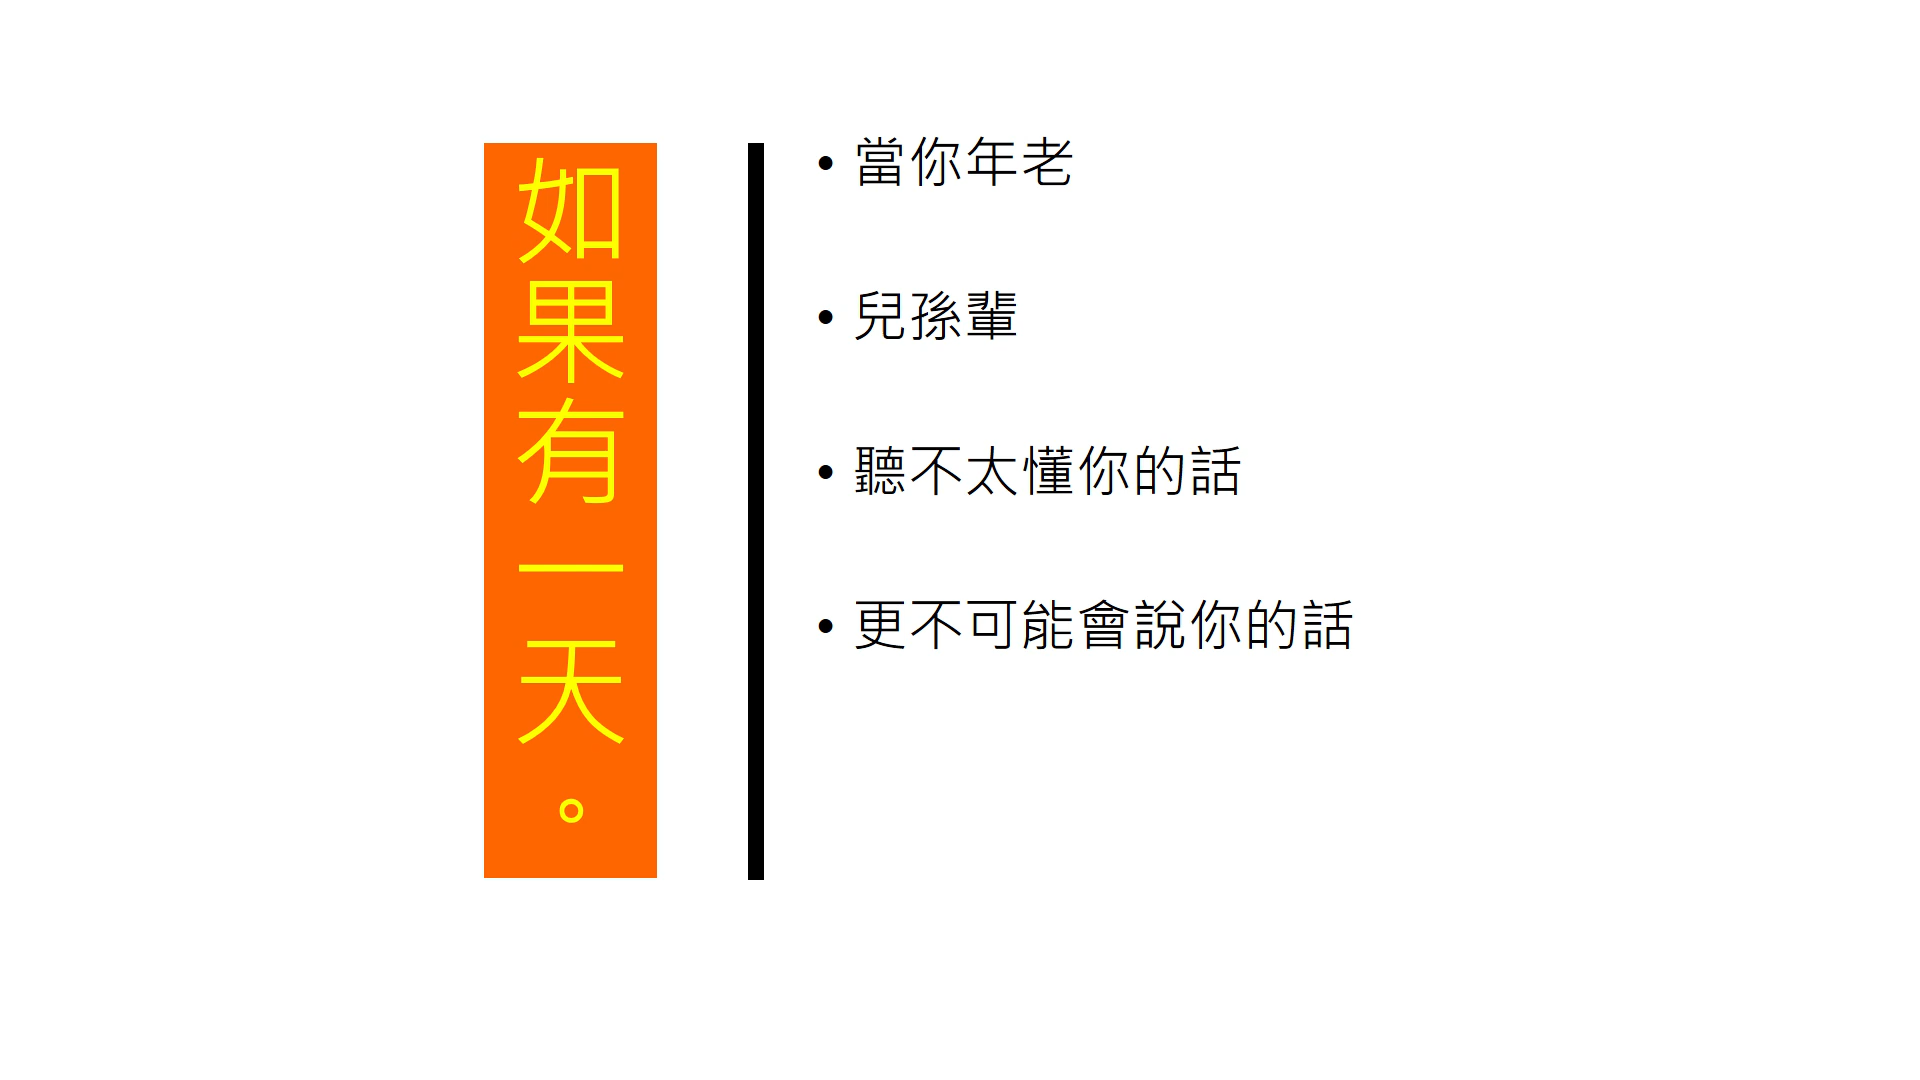 如果有一天。
• 當你年老
• 兒孫輩
• 聽不太懂你的話
• 更不可能會說你的話